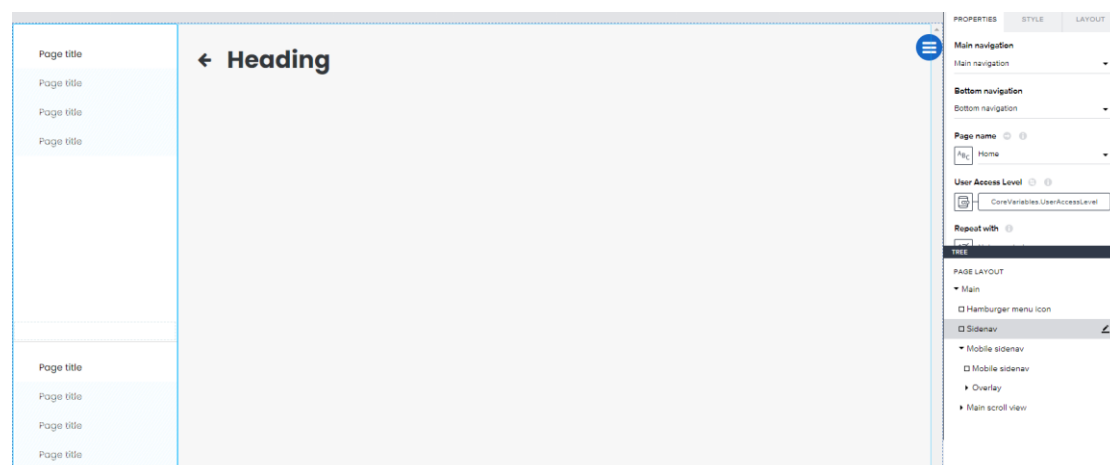 Page title
Page title
Page title
Page title
Page title
Page title
Page title
Page title
Heading
PROPERTIES STYLE LAYOUT
Main navigation
Main navigation
Bottom navigation
Bottom navigation
Page name
ABC Home
User Access Level
CoreVariables.UserAccessLevel
Repeat with
TREE
PAGE LAYOUT
Main
Hamburger menu icon
Sidenav
Mobile sidenav
Mobile sidenav
Overlay
Main scroll view